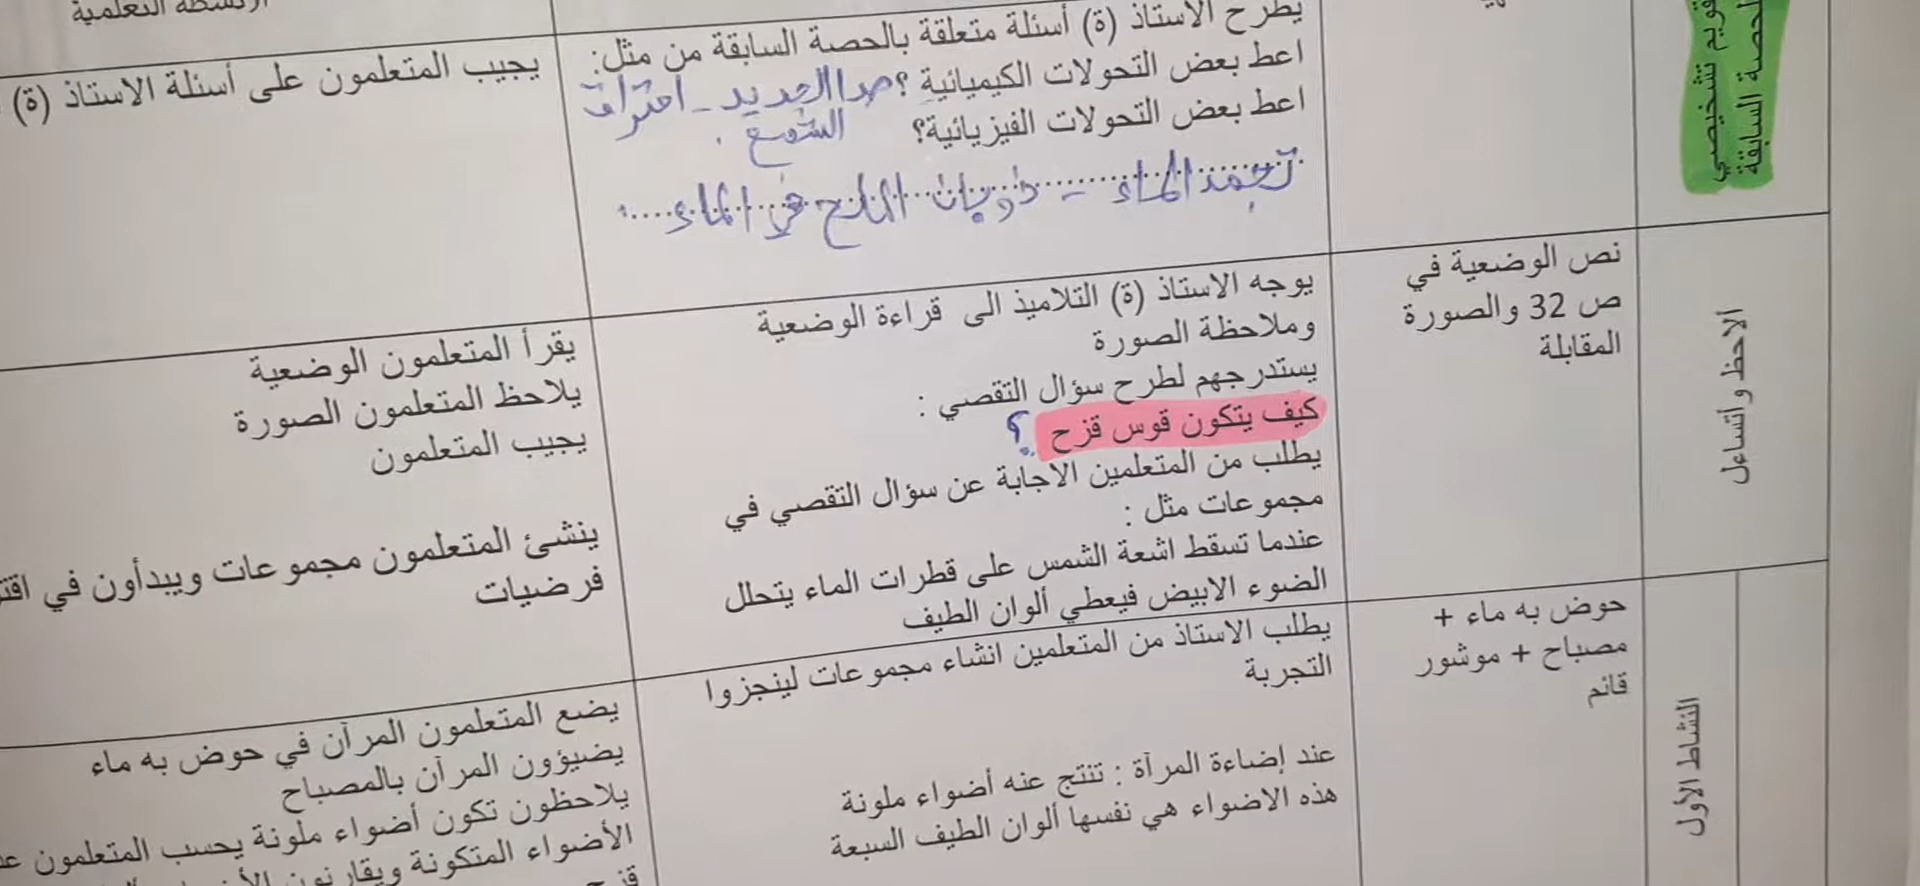 تقويم تشخيصي
الحصة السابقة
يطرح الاستاذ (ة) أسئلة متعلقة بالحصة السابقة من مثل:
اعط بعض التحولات الكيميائية ؟ صدأ الحديد - احتراق
الشمع .
اعط بعض التحولات الفيزيائية؟
تجمد الماء - ذوبان الملح في الماء
الأنشطة التعلمية
يجيب المتعلمون على أسئلة الاستاذ (ة)
ألاحظ وأتساءل
نص الوضعية في
ص 32 والصورة
المقابلة
يوجه الاستاذ (ة) التلاميذ الى قراءة الوضعية
وملاحظة الصورة
يستدرجهم لطرح سؤال التقصي :
كيف يتكون قوس قزح ؟
يطلب من المتعلمين الاجابة عن سؤال التقصي في
مجموعات مثل :
عندما تسقط اشعة الشمس على قطرات الماء يتحلل
الضوء الابيض فيعطي ألوان الطيف
يقرأ المتعلمون الوضعية
يلاحظ المتعلمون الصورة
يجيب المتعلمون
ينشئ المتعلمون مجموعات ويبدأون في
فرضيات
النشاط الأول
حوض به ماء +
مصباح + موشور
قائم
يطلب الاستاذ من المتعلمين انشاء مجموعات لينجزوا
التجربة
عند إضاءة المرآة : تنتج عنه أضواء ملونة
هذه الاضواء هي نفسها ألوان الطيف السبعة
يضع المتعلمون المرآن في حوض به ماء
يضيؤون المرآن بالمصباح
يلاحظون تكون أضواء ملونة يحسب المتعلمون
الأضواء المتكونة ويقارنون
قزح